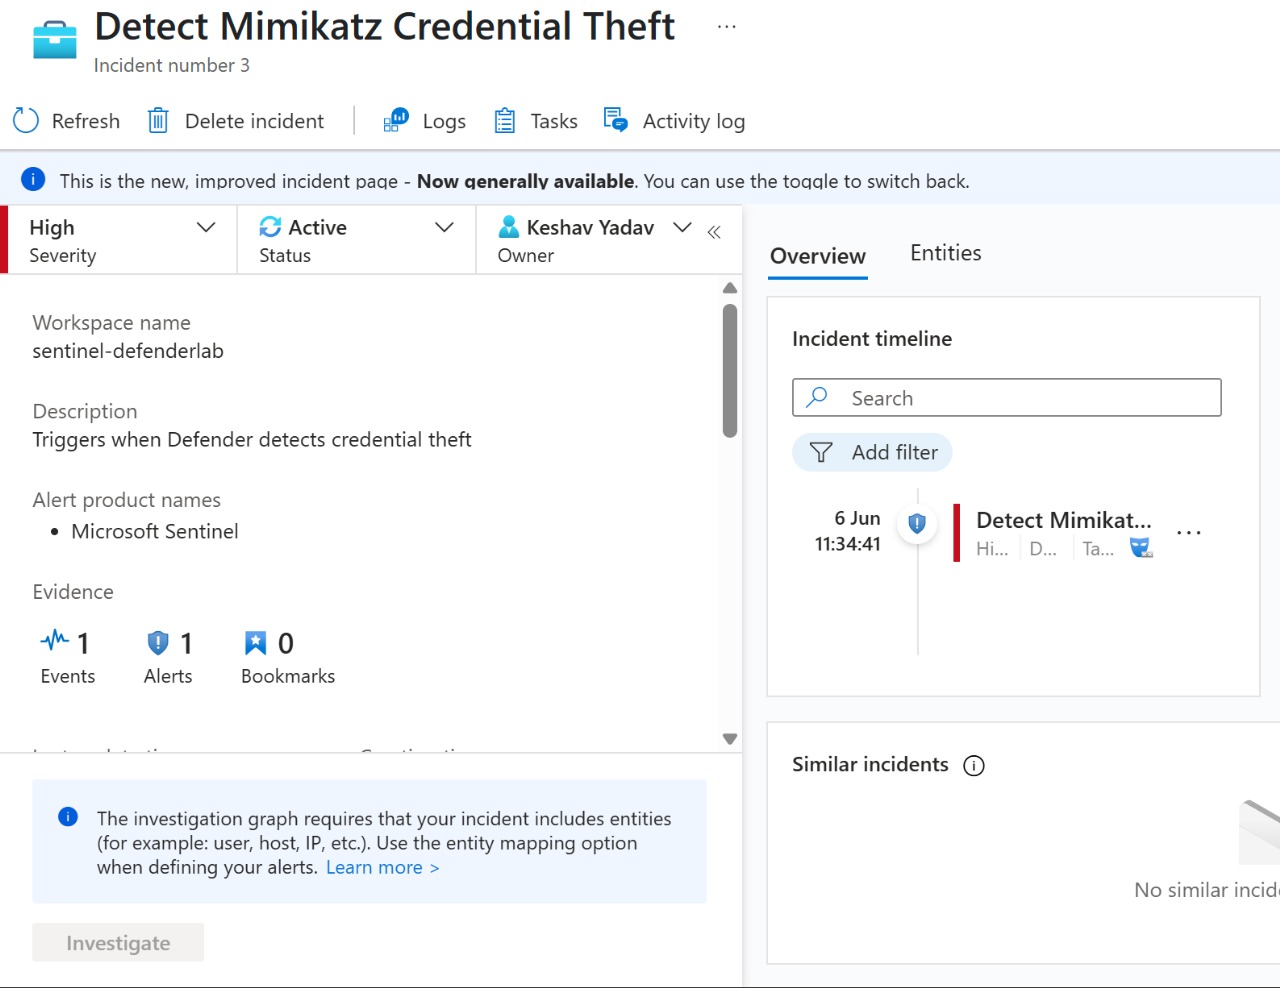 Detect Mimikatz Credential Theft ...
Incident number 3
Refresh Delete incident Logs Tasks Activity log
This is the new, improved incident page - Now generally available. You can use the toggle to switch back.
High
Severity
Active
Status
Keshav Yadav
Owner
«
Workspace name
sentinel-defenderlab
Description
Triggers when Defender detects credential theft
Alert product names
• Microsoft Sentinel
Evidence
1
Events
1
Alerts
0
Bookmarks
The investigation graph requires that your incident includes entities
(for example: user, host, IP, etc.). Use the entity mapping option
when defining your alerts. Learn more >
Investigate
Overview Entities
Incident timeline
Search
Add filter
6 Jun
11:34:41
Detect Mimikat... ...
Hi... D... Ta...
Similar incidents
No similar